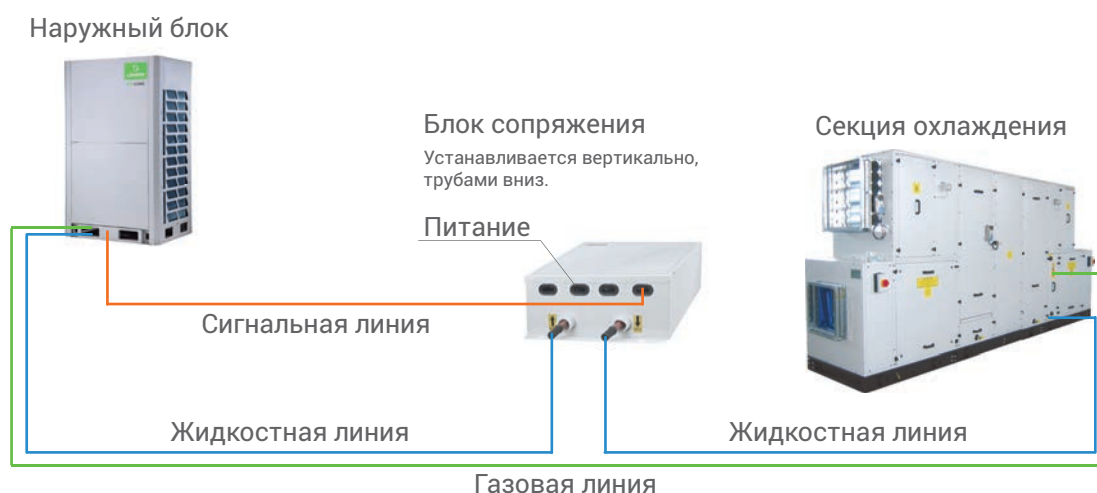 Наружный блок
Блок сопряжения
Устанавливается вертикально,
трубами вниз.
Секция охлаждения
Питание
Сигнальная линия
Жидкостная линия
Жидкостная линия
Газовая линия